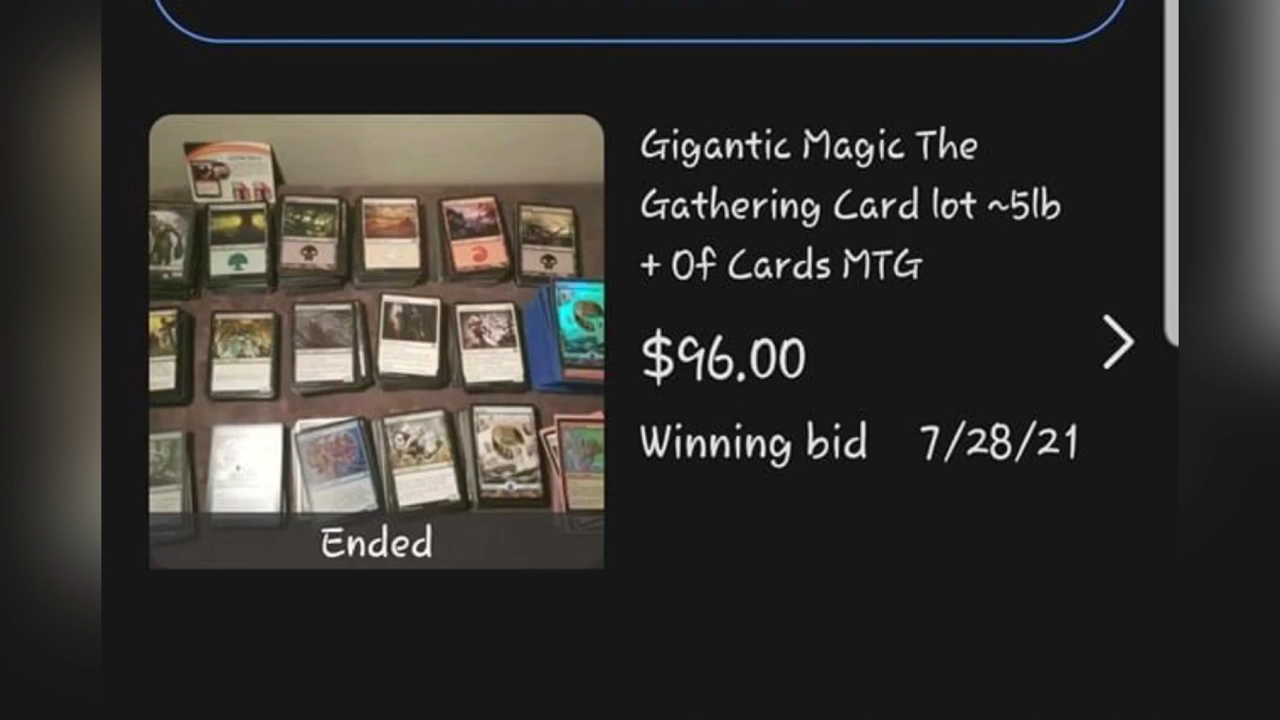 Gigantic Magic The
Gathering Card lot ~5lb
+ Of Cards MTG
$96.00
Winning bid 7/28/21
Ended